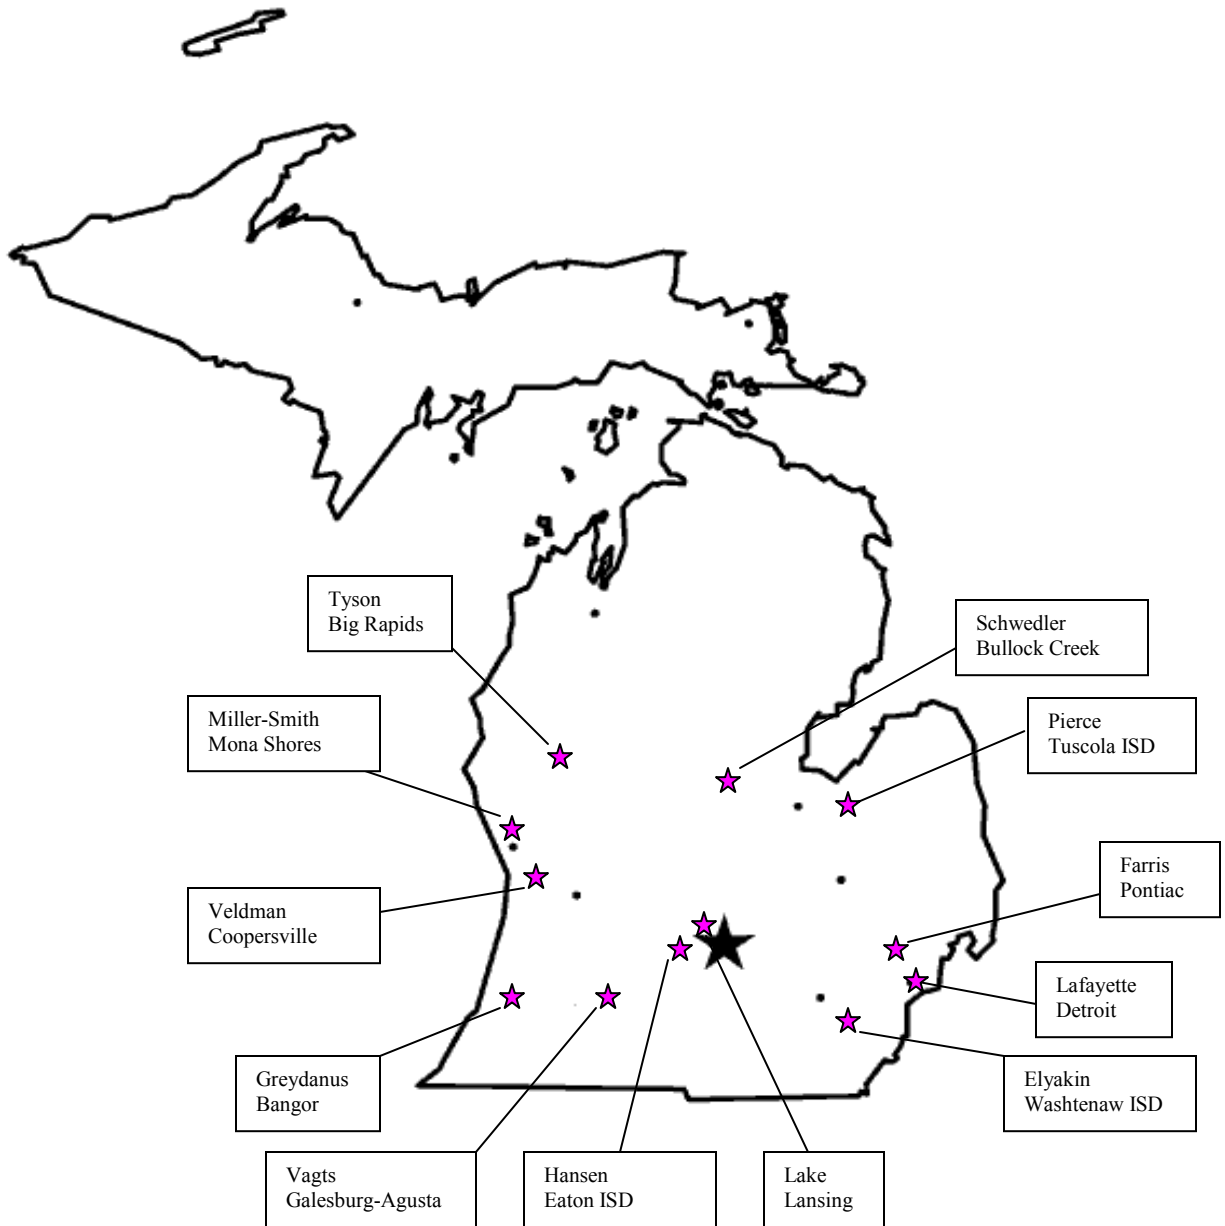 Tyson
Big Rapids
Schwedler
Bullock Creek
Miller-Smith
Mona Shores
Pierce
Tuscola ISD
Farris
Pontiac
Veldman
Coopersville
Lafayette
Detroit
Greydanus
Bangor
Elyakin
Washtenaw ISD
Vagts
Galesburg-Agusta
Hansen
Eaton ISD
Lake
Lansing